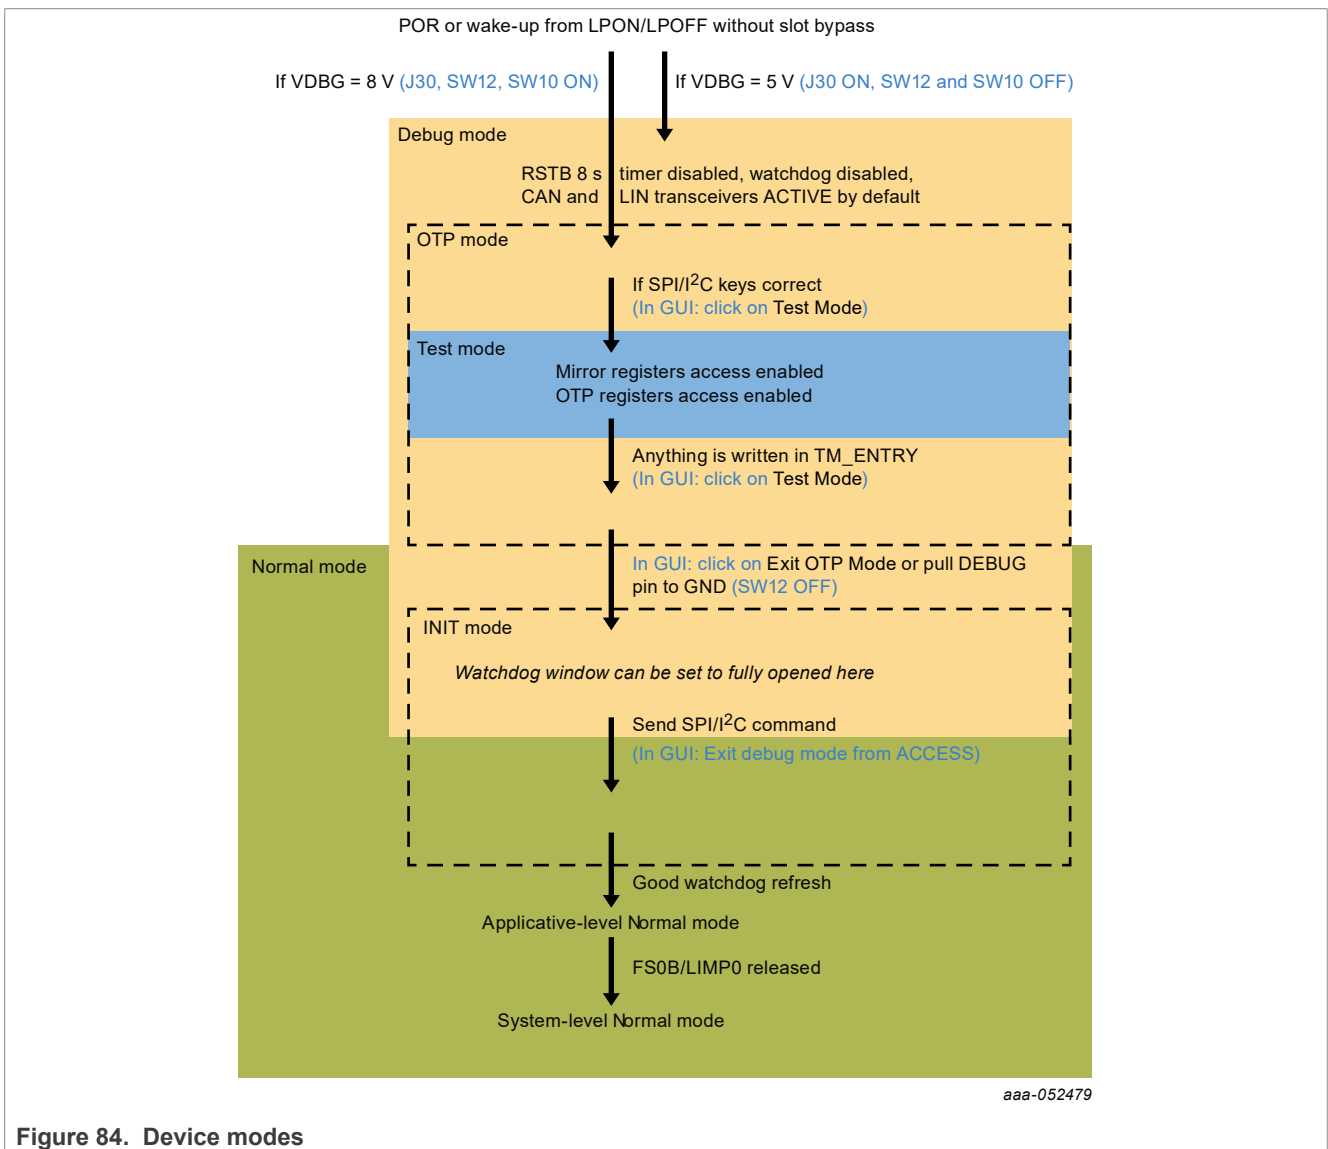 POR or wake-up from LPON/LPOFF without slot bypass
If VDBG = 8 V (J30, SW12, SW10 ON)
If VDBG = 5 V (J30 ON, SW12 and SW10 OFF)
Debug mode
RSTB 8 s timer disabled, watchdog disabled,
CAN and LIN transceivers ACTIVE by default
OTP mode
If SPI/I2C keys correct
(In GUI: click on Test Mode)
Test mode
Mirror registers access enabled
OTP registers access enabled
Anything is written in TM_ENTRY
(In GUI: click on Test Mode)
Normal mode
In GUI: click on Exit OTP Mode or pull DEBUG
pin to GND (SW12 OFF)
INIT mode
Watchdog window can be set to fully opened here
Send SPI/I2C command
(In GUI: Exit debug mode from ACCESS)
Good watchdog refresh
Applicative-level Normal mode
FS0B/LIMP0 released
System-level Normal mode
aaa-052479
Figure 84. Device modes